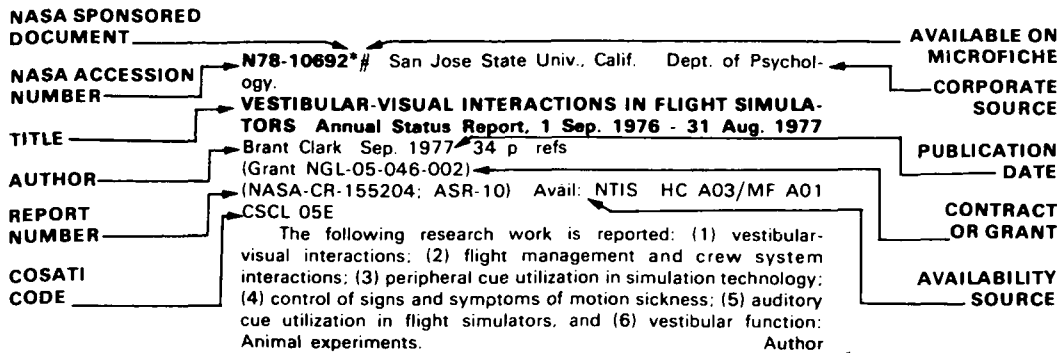 NASA SPONSORED
DOCUMENT
NASA ACCESSION
NUMBER
TITLE
AUTHOR
REPORT
NUMBER
COSATI
CODE
N78-10692*# San Jose State Univ., Calif. Dept. of Psychol-
ogy.
VESTIBULAR-VISUAL INTERACTIONS IN FLIGHT SIMULA-
TORS Annual Status Report, 1 Sep. 1976 - 31 Aug. 1977
Brant Clark Sep. 1977 34 p refs
(Grant NGL-05-046-002)
(NASA-CR-155204; ASR-10) Avail: NTIS HC A03/MF A01
CSCL 05E
The following research work is reported: (1) vestibular-
visual interactions; (2) flight management and crew system
interactions; (3) peripheral cue utilization in simulation technology;
(4) control of signs and symptoms of motion sickness; (5) auditory
cue utilization in flight simulators, and (6) vestibular function:
Animal experiments. Author
AVAILABLE ON
MICROFICHE
CORPORATE
SOURCE
PUBLICATION
DATE
CONTRACT
OR GRANT
AVAILABILITY
SOURCE